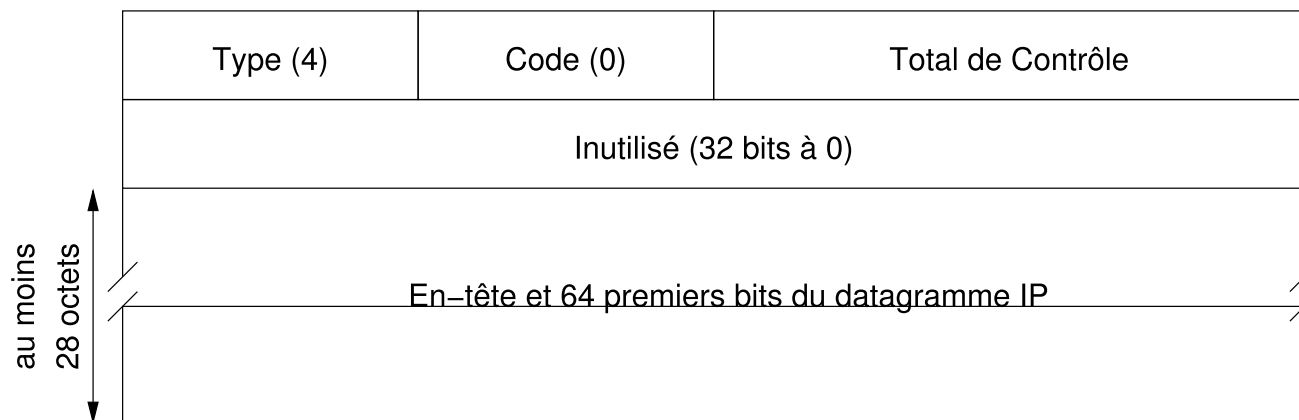 Type (4)
Code (0)
Total de Contrôle
Inutilisé (32 bits à 0)
au moins
28 octets
En−tête et 64 premiers bits du datagramme IP